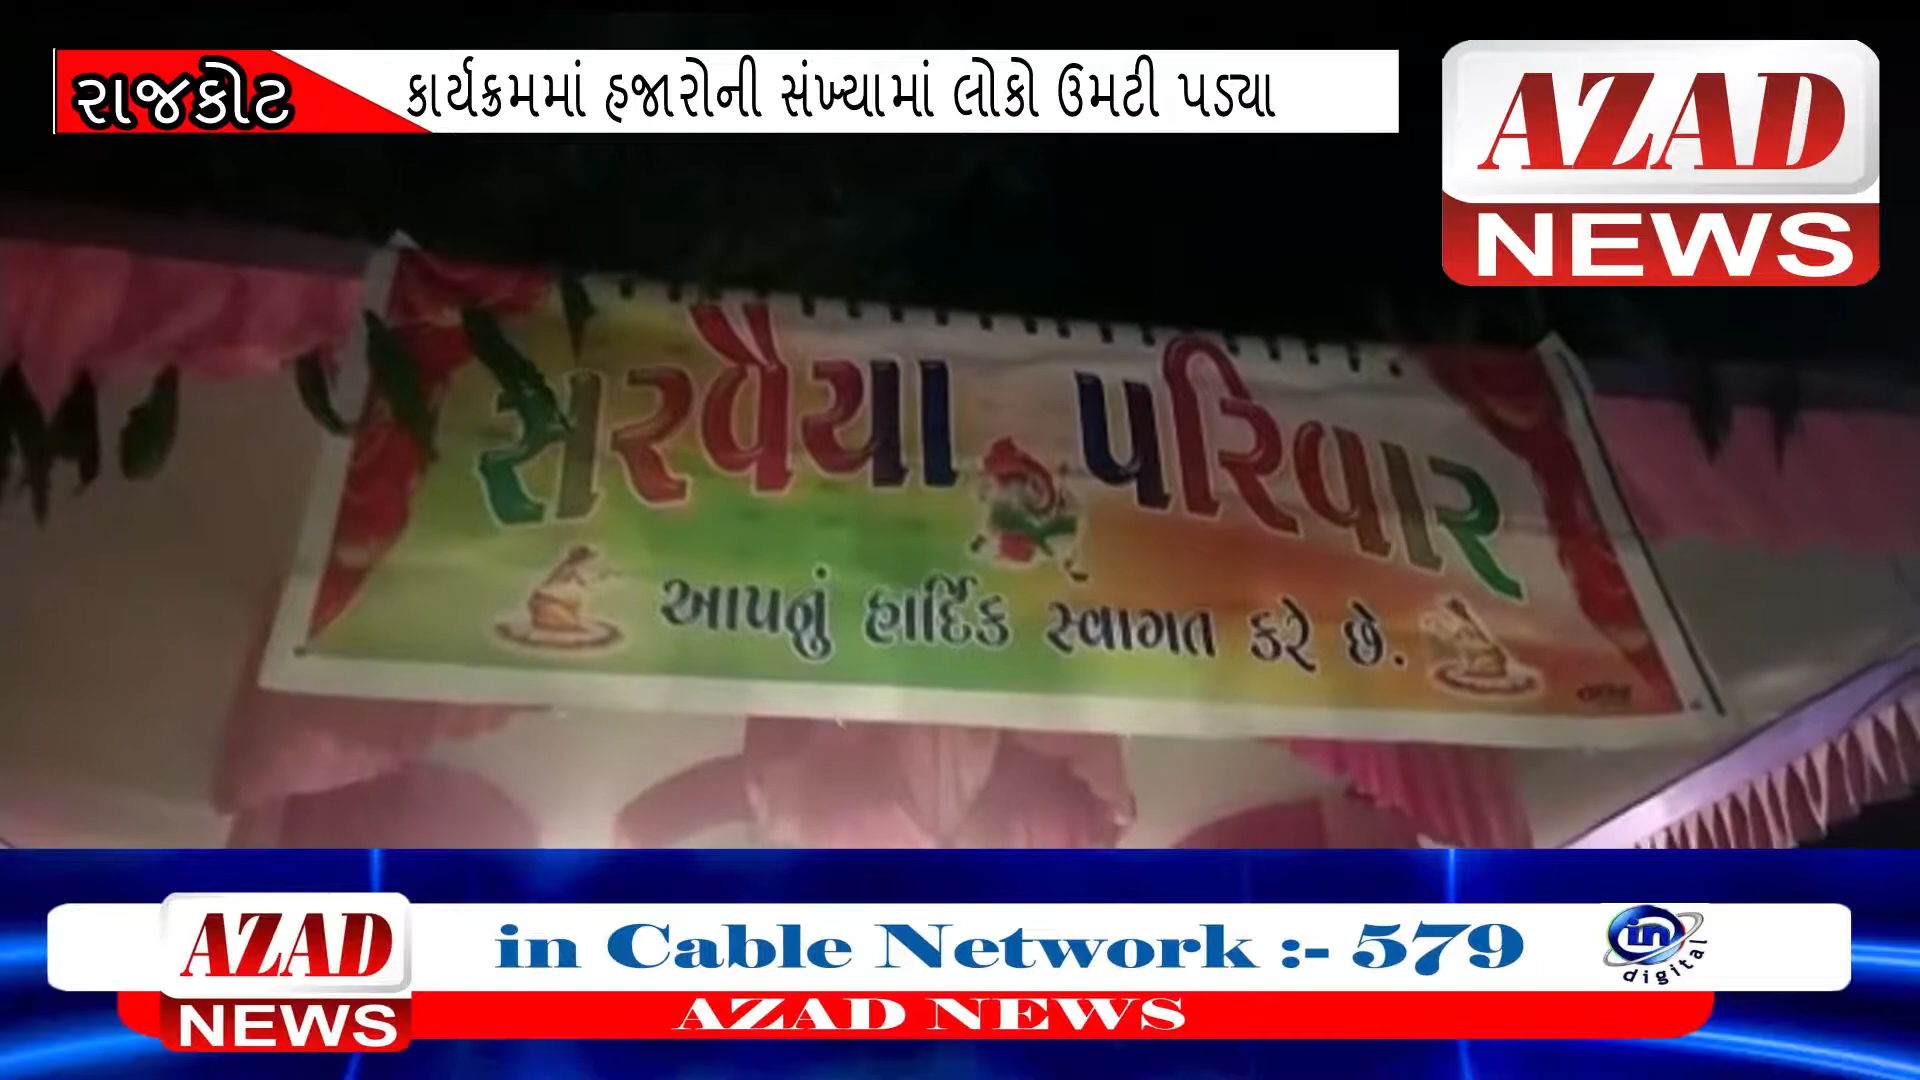 રાજકોટ
કાર્યક્રમમાં હજારોની સંખ્યામાં લોકો ઉમટી પડ્યા
AZAD
NEWS
સરવૈયા પરિવાર
આપનું હાર્દિક સ્વાગત કરે છે.
AZAD
NEWS
in Cable Network :- 579
in
digital
AZAD NEWS